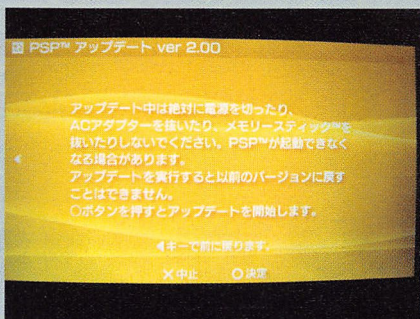 PSP™ アップデート ver 2.00
アップデート中は絶対に電源を切ったり、
ACアダプターを抜いたり、メモリースティック™を
抜いたりしないでください。PSP™が起動できなく
なる場合があります。
アップデートを実行すると以前のバージョンに戻す
ことはできません。
○ボタンを押すとアップデートを開始します。
◀キーで前に戻ります。
✕中止 ○決定